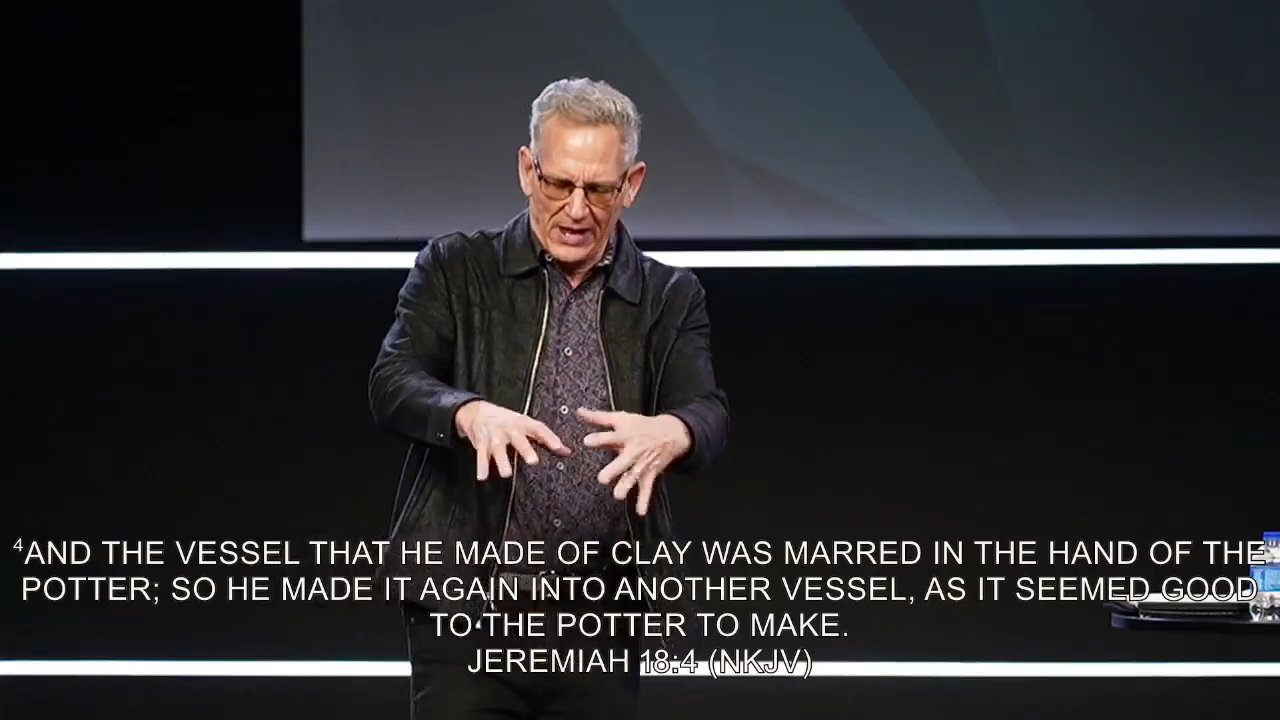 ⁴AND THE VESSEL THAT HE MADE OF CLAY WAS MARRED IN THE HAND OF THE
POTTER; SO HE MADE IT AGAIN INTO ANOTHER VESSEL, AS IT SEEMED GOOD
TO THE POTTER TO MAKE.
JEREMIAH 18:4 (NKJV)